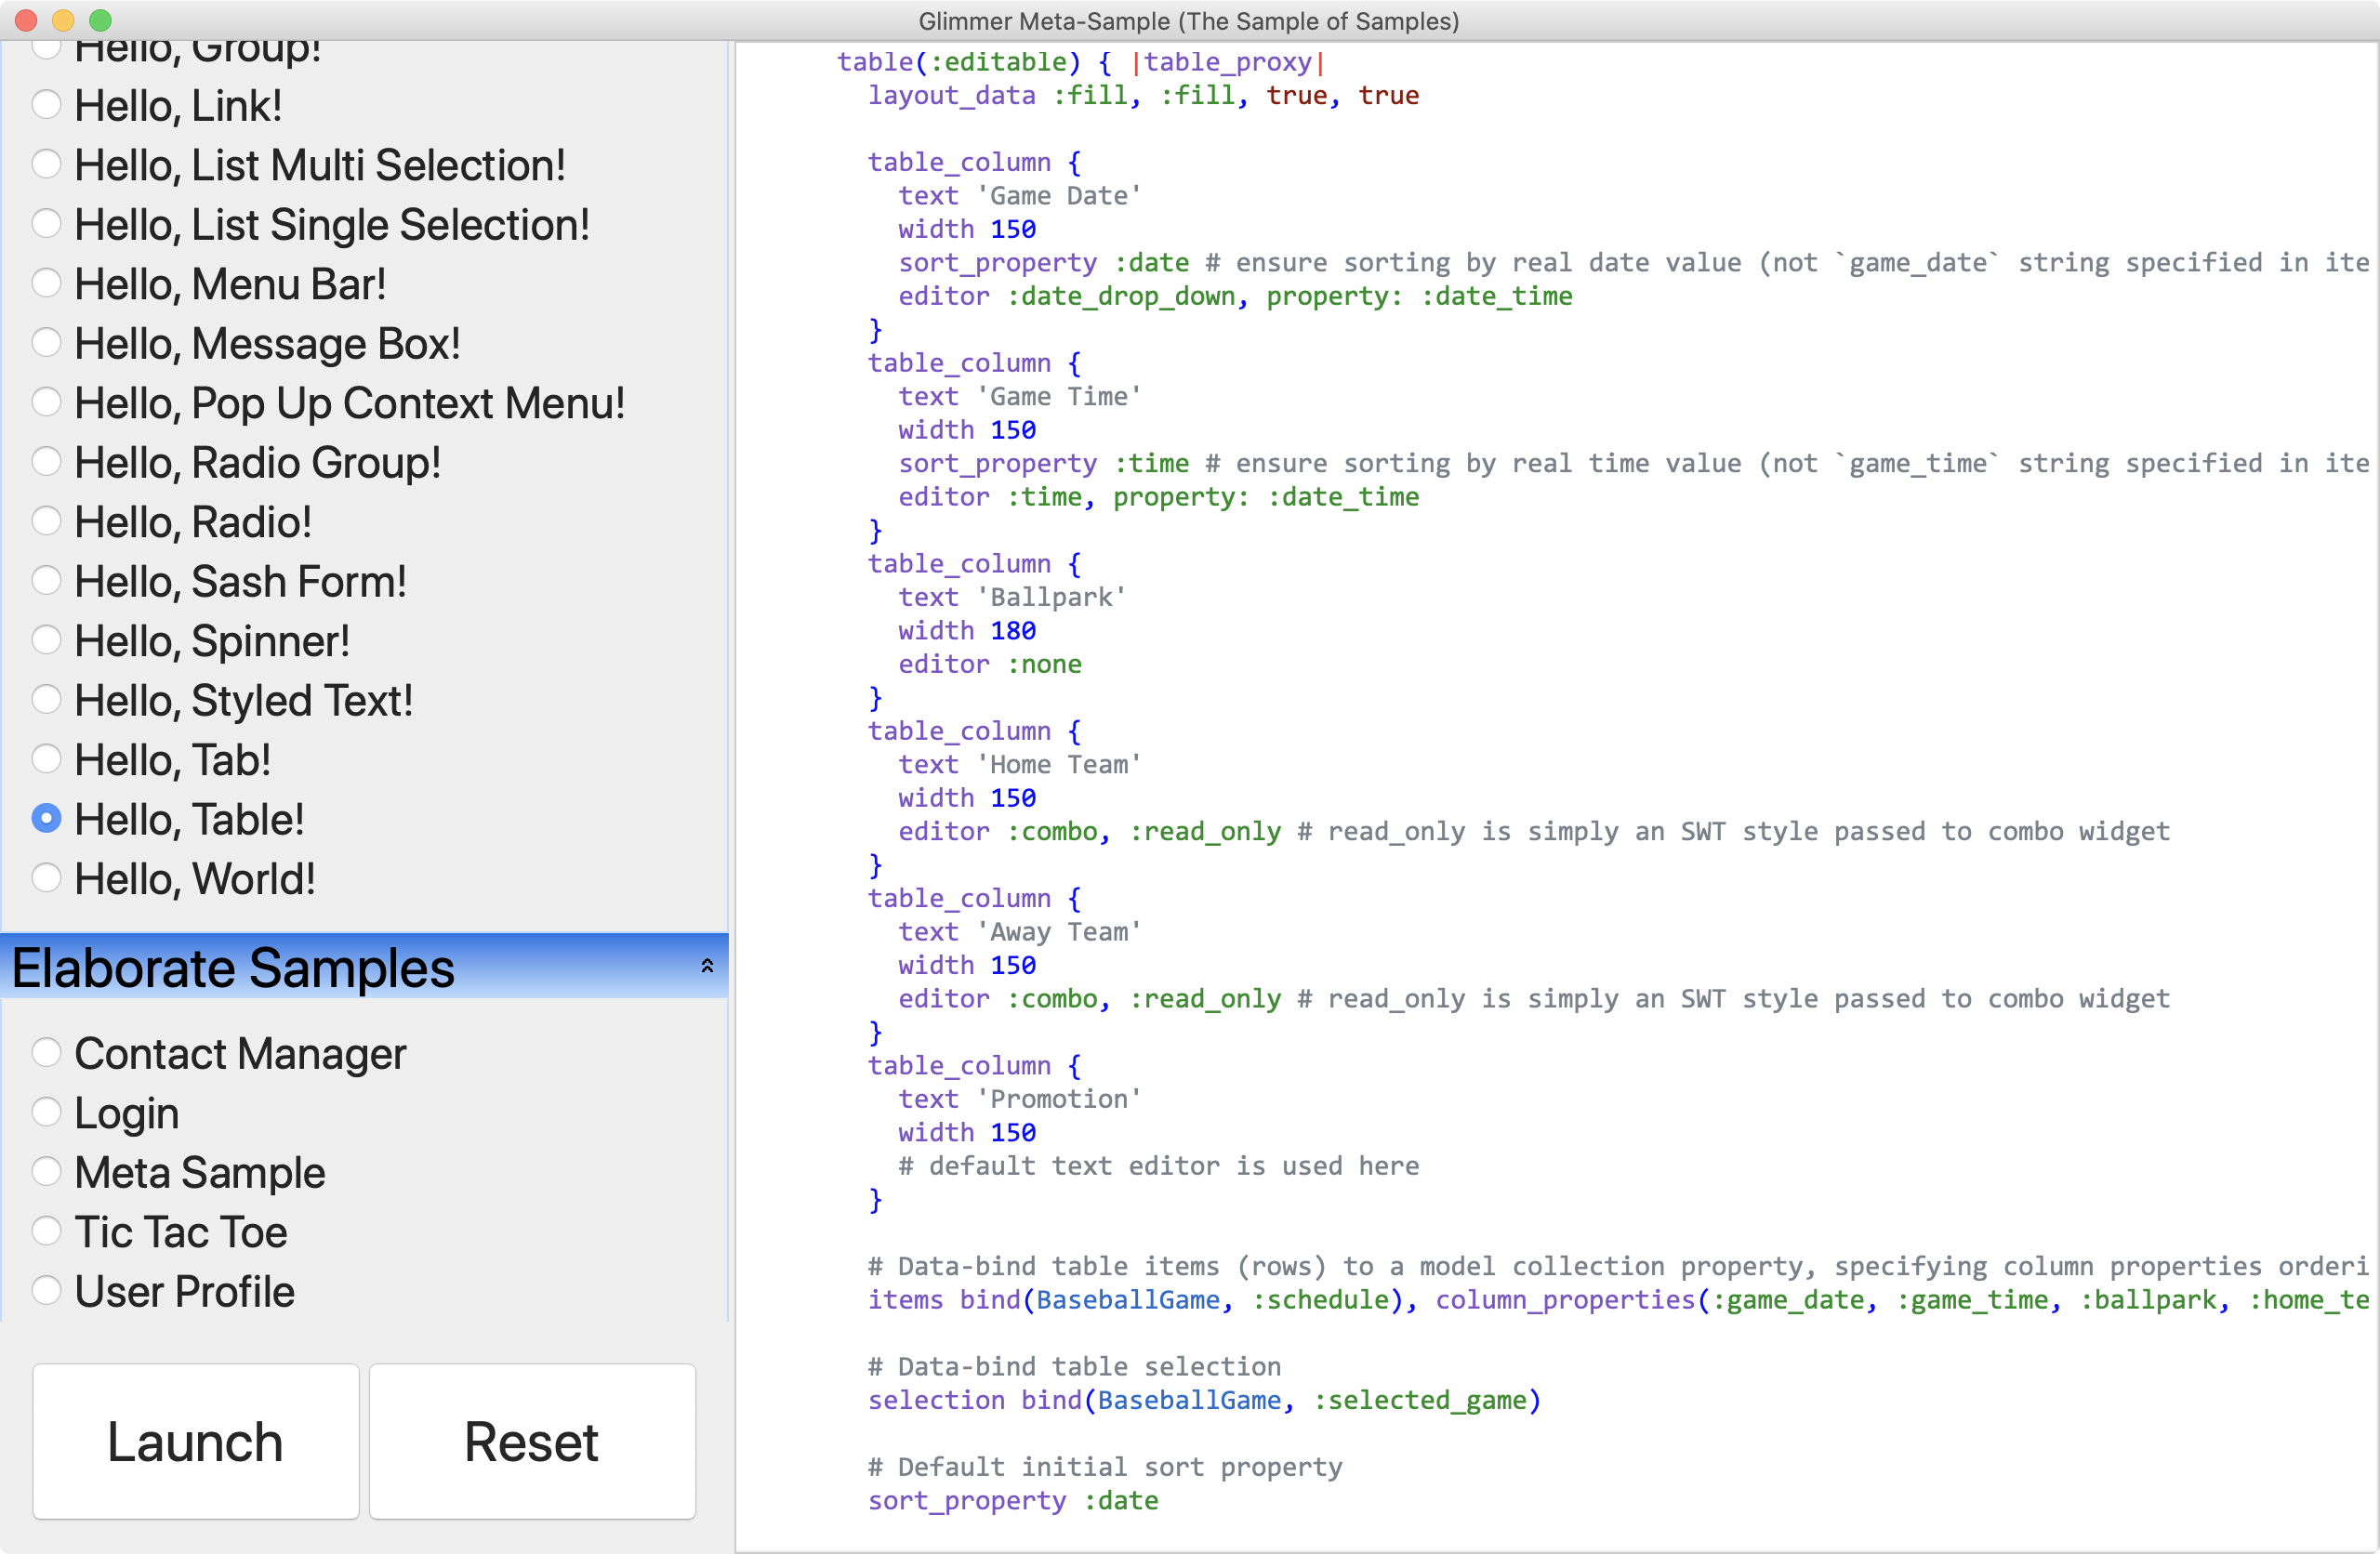 Glimmer Meta-Sample (The Sample of Samples)
Hello, Group!
Hello, Link!
Hello, List Multi Selection!
Hello, List Single Selection!
Hello, Menu Bar!
Hello, Message Box!
Hello, Pop Up Context Menu!
Hello, Radio Group!
Hello, Radio!
Hello, Sash Form!
Hello, Spinner!
Hello, Styled Text!
Hello, Tab!
Hello, Table!
Hello, World!
Elaborate Samples
Contact Manager
Login
Meta Sample
Tic Tac Toe
User Profile
Launch
Reset
table(:editable) { |table_proxy|
layout_data :fill, :fill, true, true
table_column {
text 'Game Date'
width 150
sort_property :date # ensure sorting by real date value (not `game_date` string specified in ite
editor :date_drop_down, property: :date_time
}
table_column {
text 'Game Time'
width 150
sort_property :time # ensure sorting by real time value (not `game_time` string specified in ite
editor :time, property: :date_time
}
table_column {
text 'Ballpark'
width 180
editor :none
}
table_column {
text 'Home Team'
width 150
editor :combo, :read_only # read_only is simply an SWT style passed to combo widget
}
table_column {
text 'Away Team'
width 150
editor :combo, :read_only # read_only is simply an SWT style passed to combo widget
}
table_column {
text 'Promotion'
width 150
# default text editor is used here
}
# Data-bind table items (rows) to a model collection property, specifying column properties orderi
items bind(BaseballGame, :schedule), column_properties(:game_date, :game_time, :ballpark, :home_te
# Data-bind table selection
selection bind(BaseballGame, :selected_game)
# Default initial sort property
sort_property :date